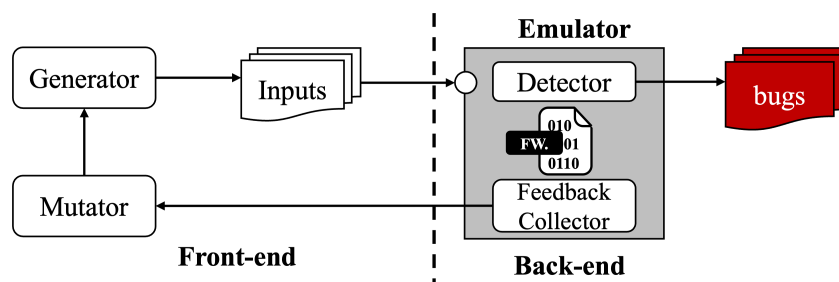 Emulator
Generator
Inputs
Detector
bugs
010
FW. 01
0110
Mutator
Feedback
Collector
Front-end
Back-end